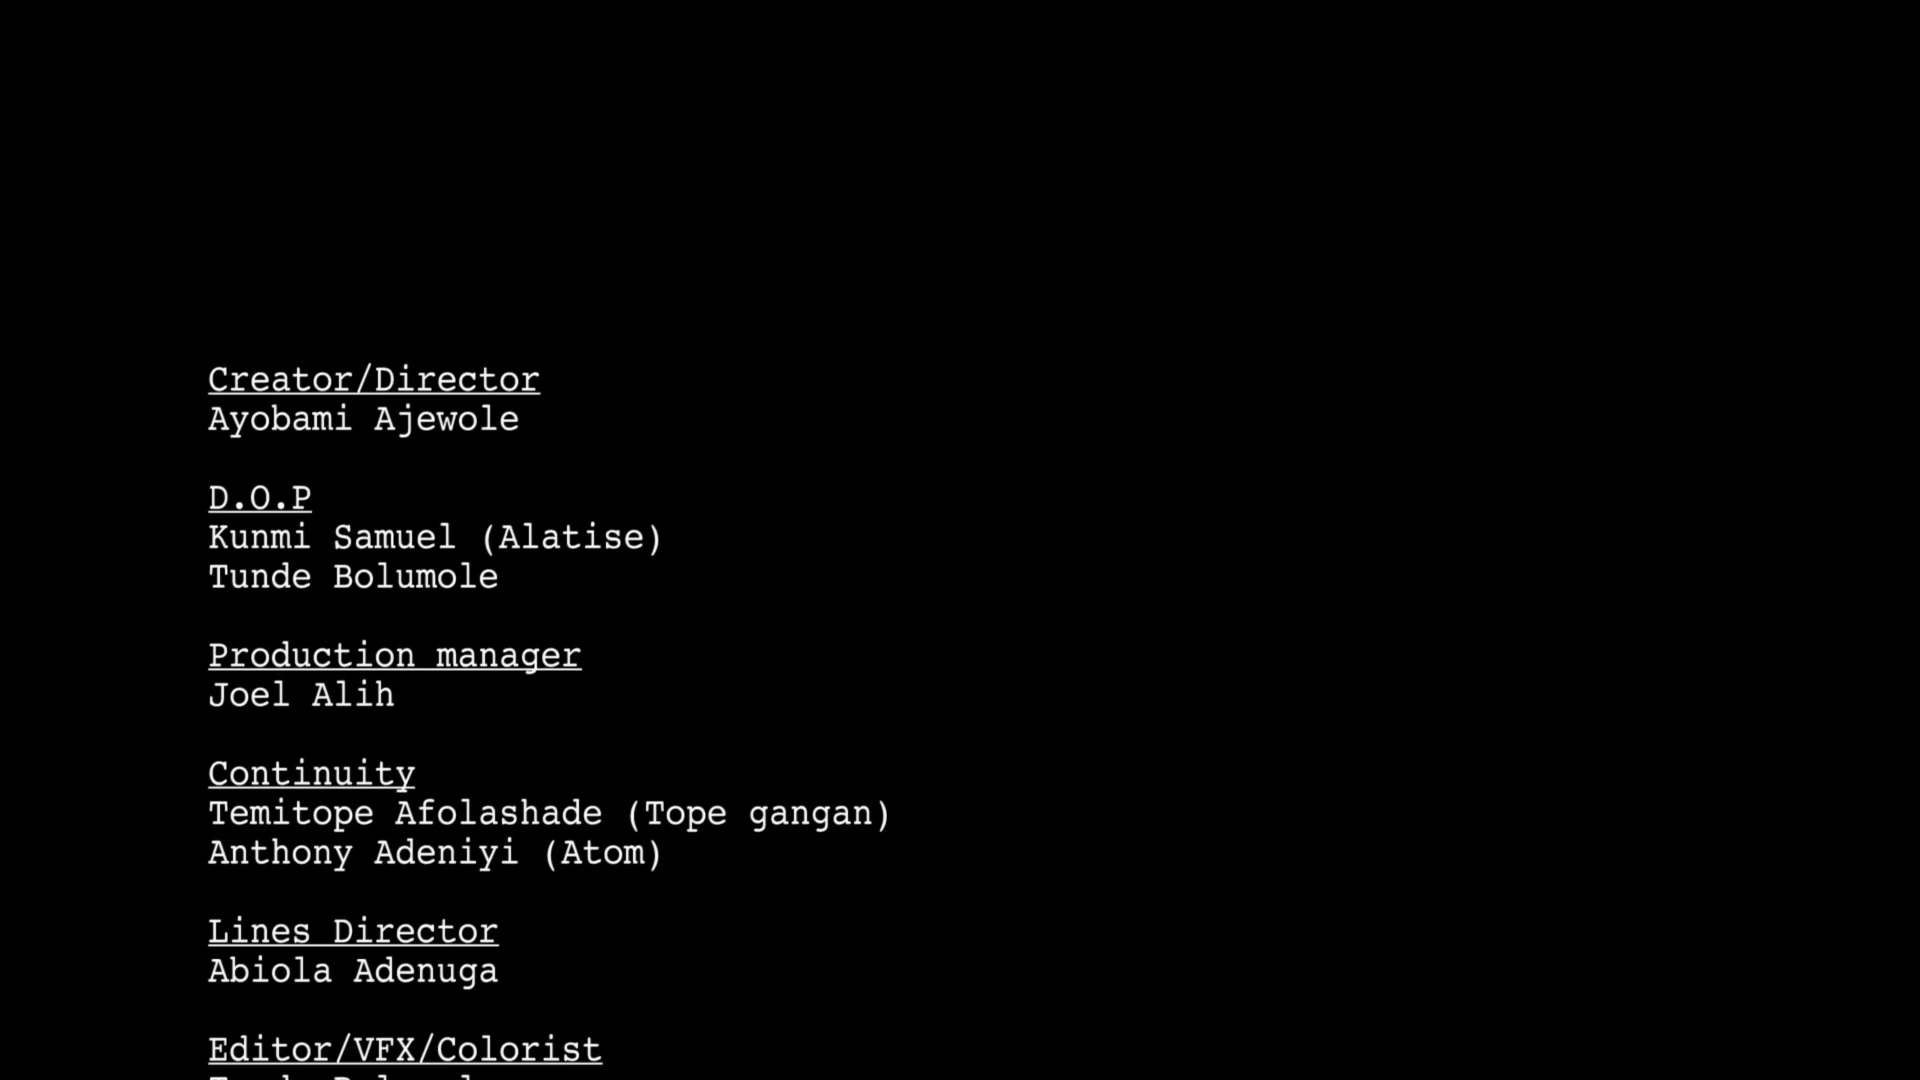 Creator/Director
Ayobami Ajewole
D.O.P
Kunmi Samuel (Alatise)
Tunde Bolumole
Production manager
Joel Alih
Continuity
Temitope Afolashade (Tope gangan)
Anthony Adeniyi (Atom)
Lines Director
Abiola Adenuga
Editor/VFX/Colorist